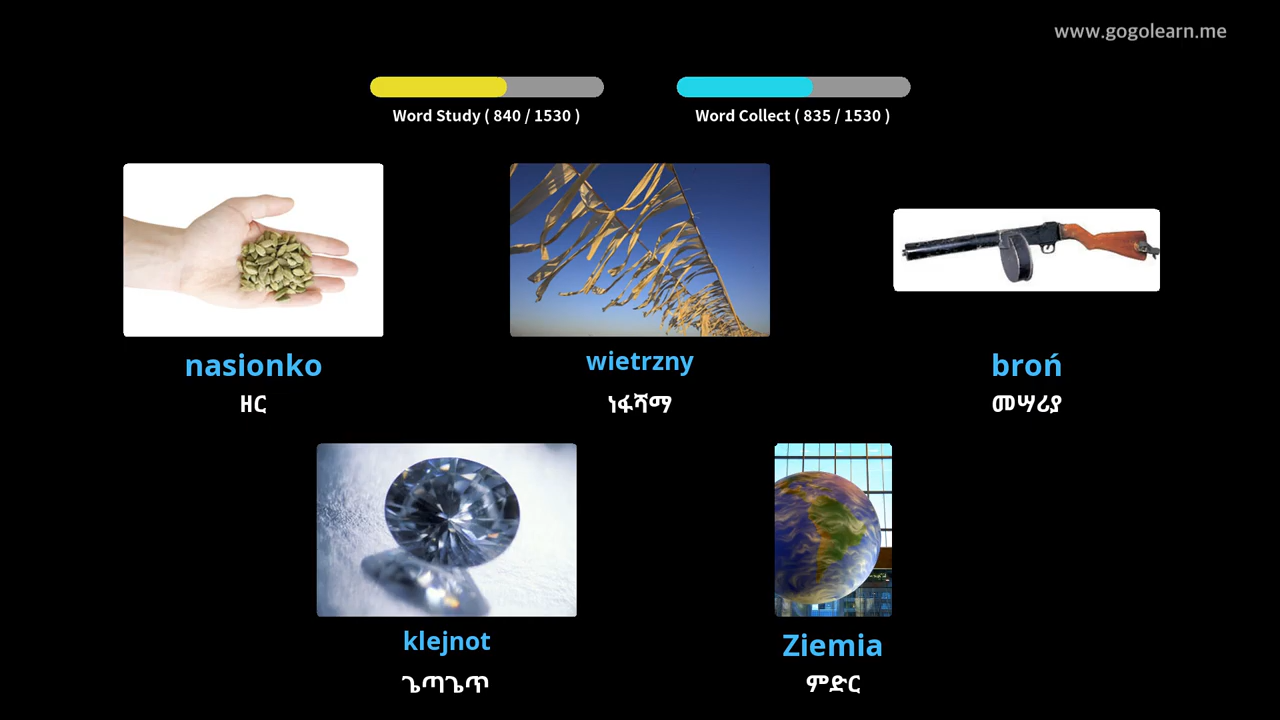 www.gogolearn.me
Word Study ( 840 / 1530 )
Word Collect ( 835 / 1530 )
nasionko
wietrzny
broń
ዘር
ነፋሻማ
መሣሪያ
klejnot
Ziemia
ጌጣጌጥ
ምድር